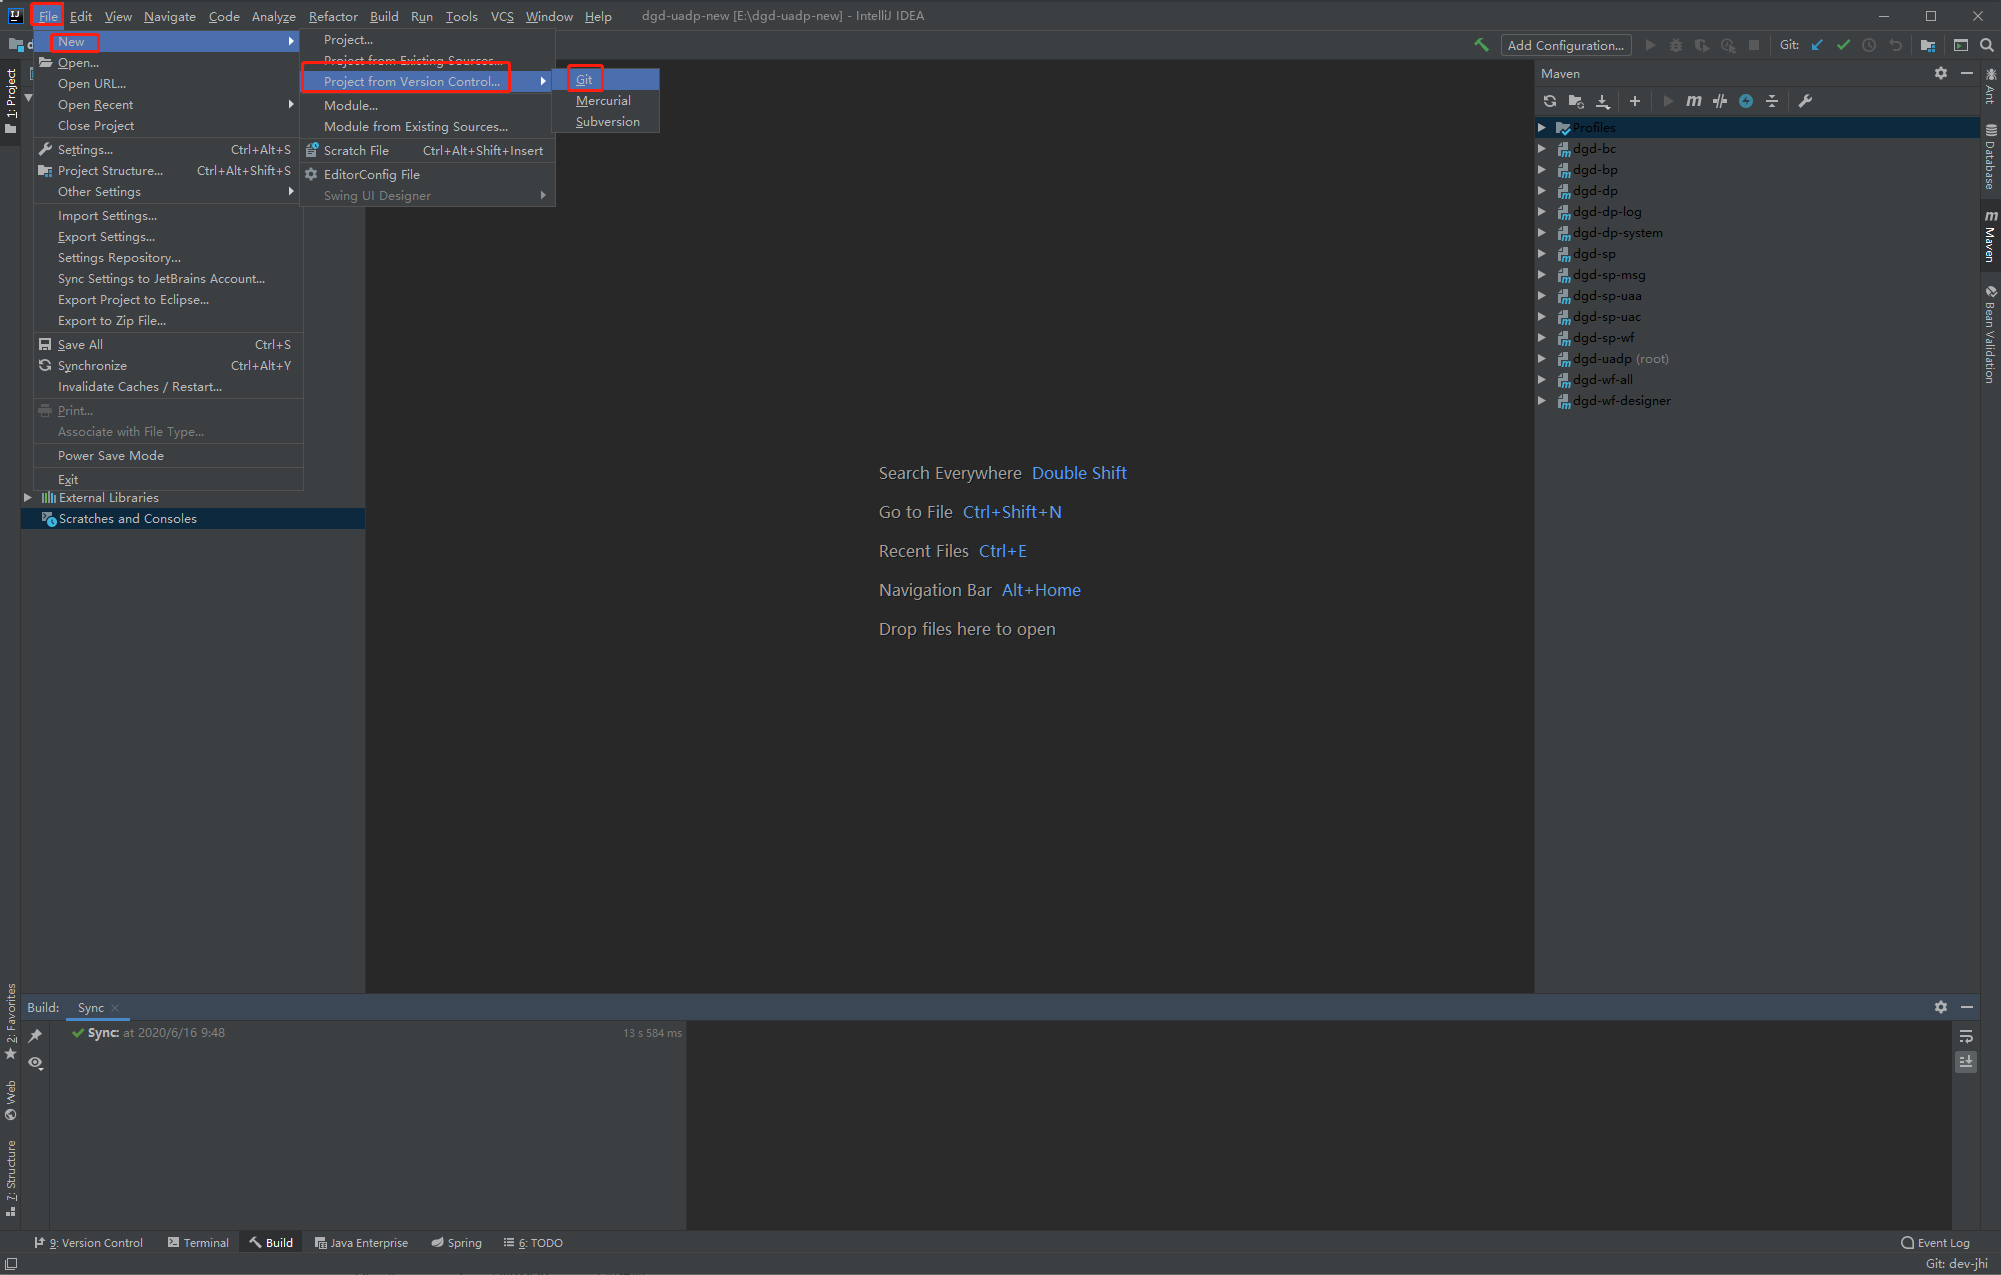 File Edit View Navigate Code Analyze Refactor Build Run Tools VCS Window Help dgd-uadp-new [E:\dgd-uadp-new] - IntelliJ IDEA
Add Configuration... Git:
New
Open...
Open URL...
Open Recent
Close Project
Settings... Ctrl+Alt+S
Project Structure... Ctrl+Alt+Shift+S
Other Settings
Import Settings...
Export Settings...
Settings Repository...
Sync Settings to JetBrains Account...
Export Project to Eclipse...
Export to Zip File...
Save All Ctrl+S
Synchronize Ctrl+Alt+Y
Invalidate Caches / Restart...
Print...
Associate with File Type...
Power Save Mode
Exit
External Libraries
Scratches and Consoles
Project...
Project from Existing Sources...
Project from Version Control...
Module...
Module from Existing Sources...
Scratch File Ctrl+Alt+Shift+Insert
EditorConfig File
Swing UI Designer
Git
Mercurial
Subversion
Search Everywhere Double Shift
Go to File Ctrl+Shift+N
Recent Files Ctrl+E
Navigation Bar Alt+Home
Drop files here to open
Maven
Profiles
dgd-bc
dgd-bp
dgd-dp
dgd-dp-log
dgd-dp-system
dgd-sp
dgd-sp-msg
dgd-sp-uaa
dgd-sp-uac
dgd-sp-wf
dgd-uadp (root)
dgd-wf-all
dgd-wf-designer
Ant
Database
Maven
Bean Validation
1: Project
2: Favorites
Web
7: Structure
Build: Sync
Sync: at 2020/6/16 9:48 13 s 584 ms
9: Version Control Terminal Build Java Enterprise Spring 6: TODO Event Log
Git: dev-jhi